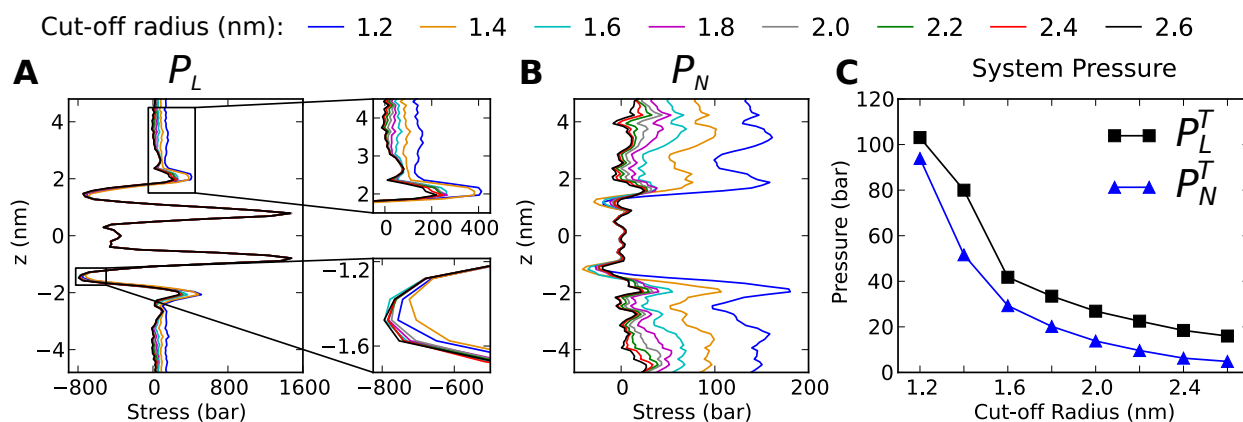 Cut-off radius (nm): 1.2 1.4 1.6 1.8 2.0 2.2 2.4 2.6
A P_L B P_N C System Pressure
4
2
0
−2
−4
z (nm)
−800 0 800 1600
Stress (bar)
4
3
2
0 200 400
−1.2
−1.6
−800 −600
4
2
0
−2
−4
z (nm)
0 100 200
Stress (bar)
120
100
80
60
40
20
0
Pressure (bar)
P_L^T
P_N^T
1.2 1.6 2.0 2.4
Cut-off Radius (nm)